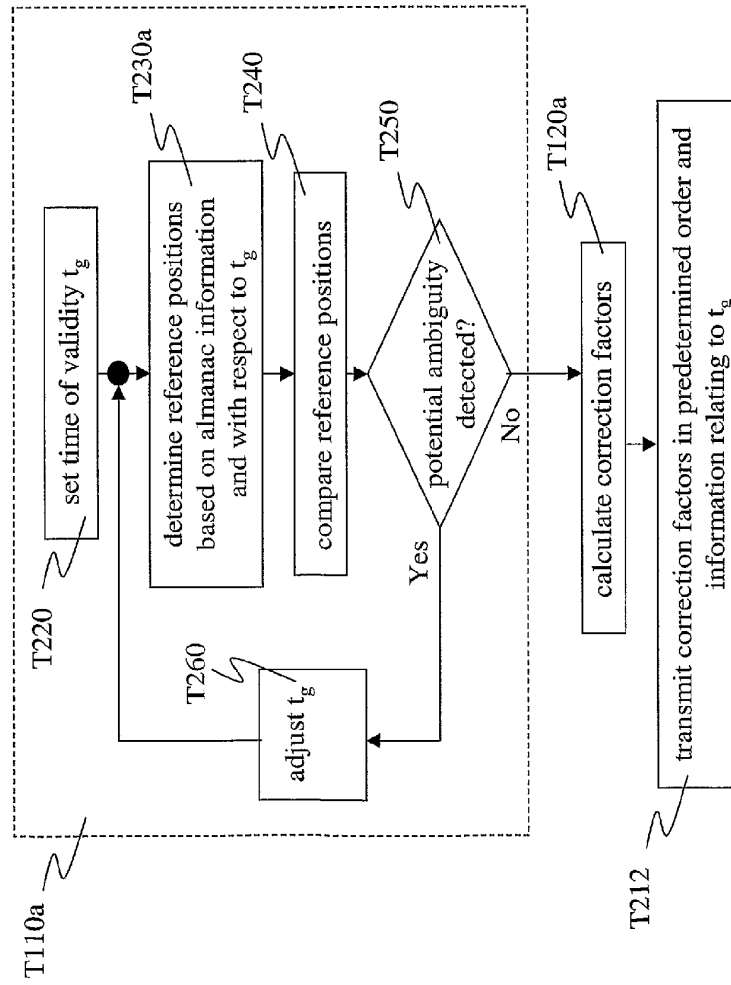 T110a
T220
set time of validity t_g
T230a
determine reference positions
based on almanac information
and with respect to t_g
T240
compare reference positions
T250
potential ambiguity
detected?
Yes
No
T260
adjust t_g
T120a
calculate correction factors
T212
transmit correction factors in predetermined order and
information relating to t_g